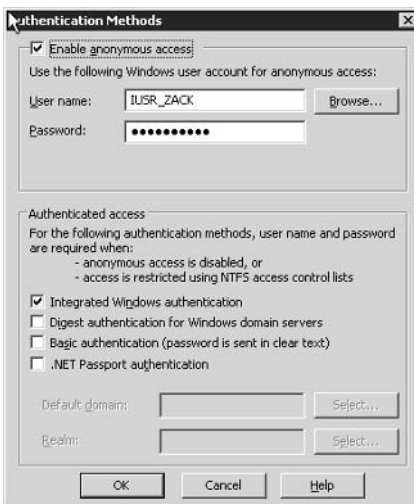 Authentication Methods
Enable anonymous access
Use the following Windows user account for anonymous access:
User name: IUSR_ZACK Browse...
Password: ●●●●●●●●●●
Authenticated access
For the following authentication methods, user name and password
are required when:
- anonymous access is disabled, or
- access is restricted using NTFS access control lists
Integrated Windows authentication
Digest authentication for Windows domain servers
Basic authentication (password is sent in clear text)
.NET Passport authentication
Default domain: Select...
Realm: Select...
OK Cancel Help